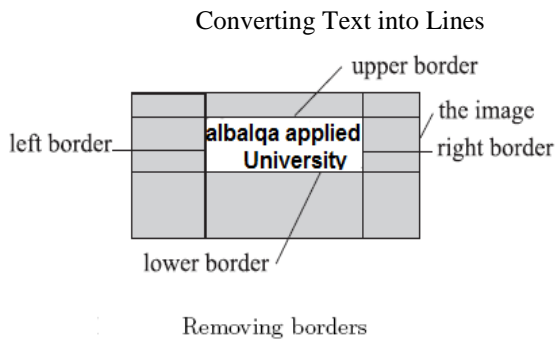 Converting Text into Lines
upper border
the image
albalqa applied
left border
right border
University
lower border
Removing borders